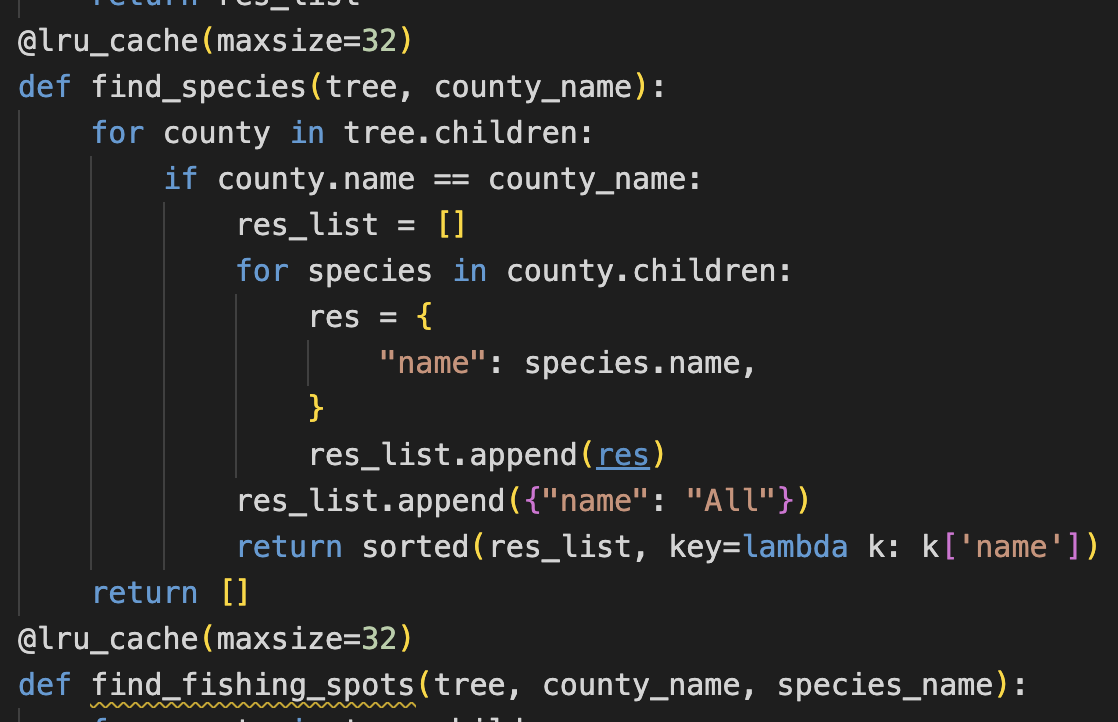 return res_list
@lru_cache(maxsize=32)
def find_species(tree, county_name):
    for county in tree.children:
        if county.name == county_name:
            res_list = []
            for species in county.children:
                res = {
                    "name": species.name,
                }
                res_list.append(res)
            res_list.append({"name": "All"})
            return sorted(res_list, key=lambda k: k['name'])
    return []
@lru_cache(maxsize=32)
def find_fishing_spots(tree, county_name, species_name):